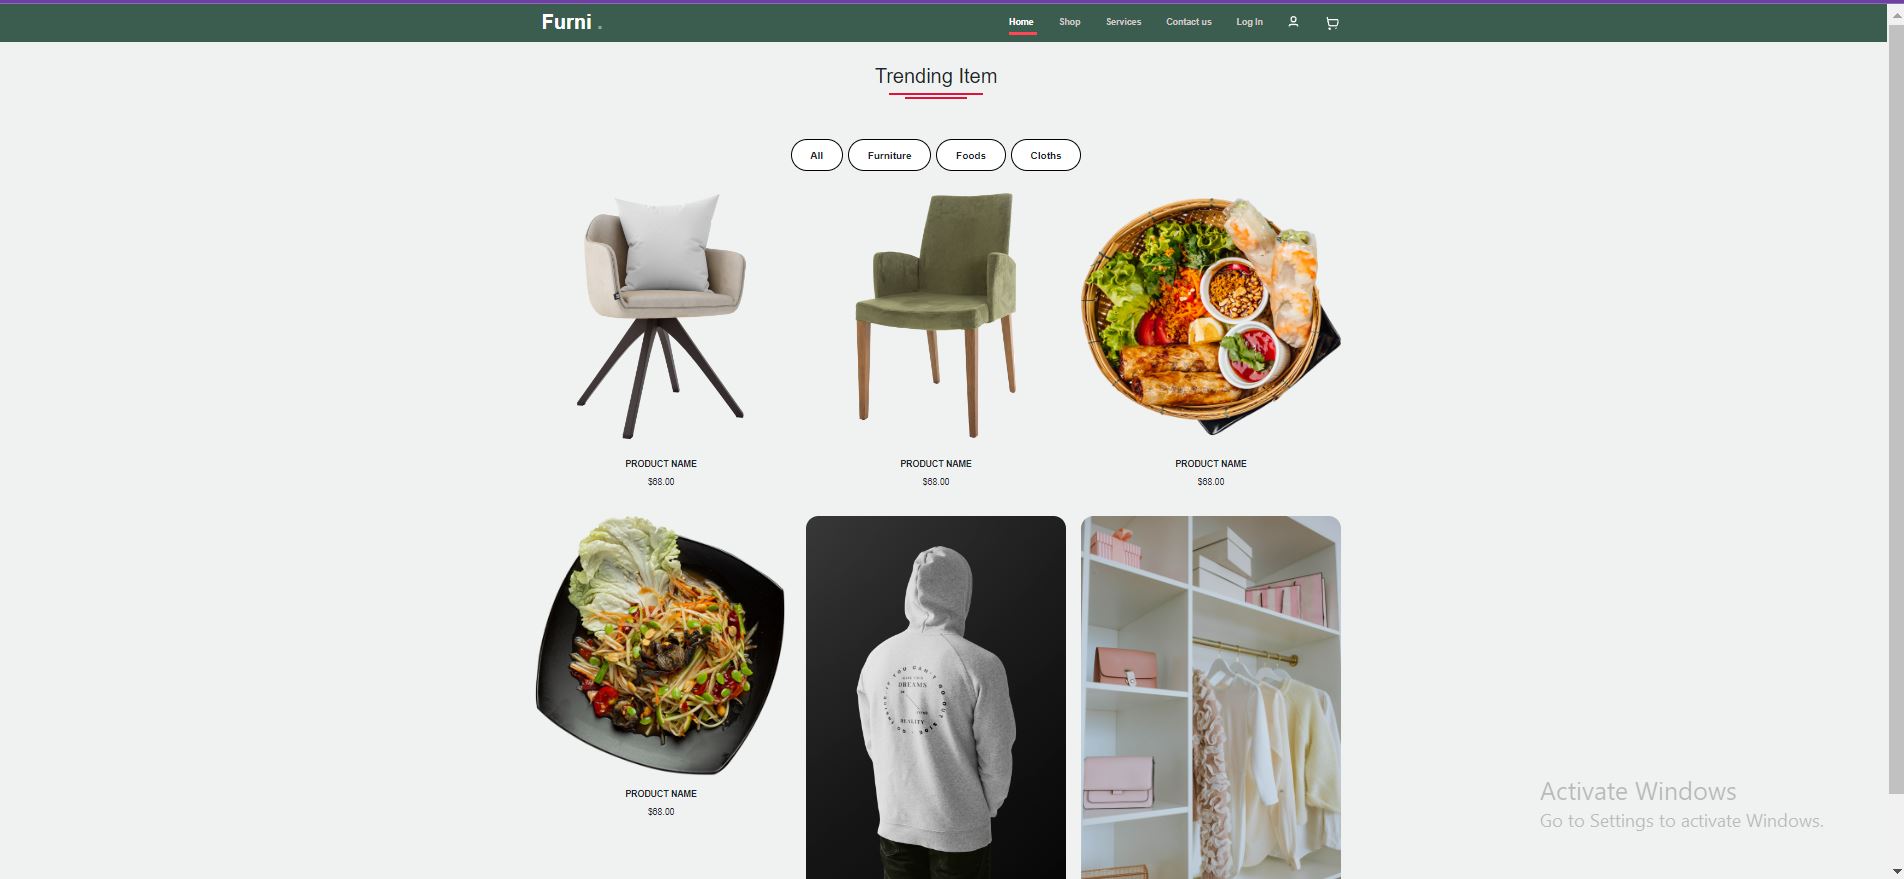 Furni .
Home Shop Services Contact us Log In
Trending Item
All Furniture Foods Cloths
PRODUCT NAME PRODUCT NAME PRODUCT NAME
$68.00 $68.00 $68.00
DREAMS
REALITY
PRODUCT NAME
$68.00
Activate Windows
Go to Settings to activate Windows.